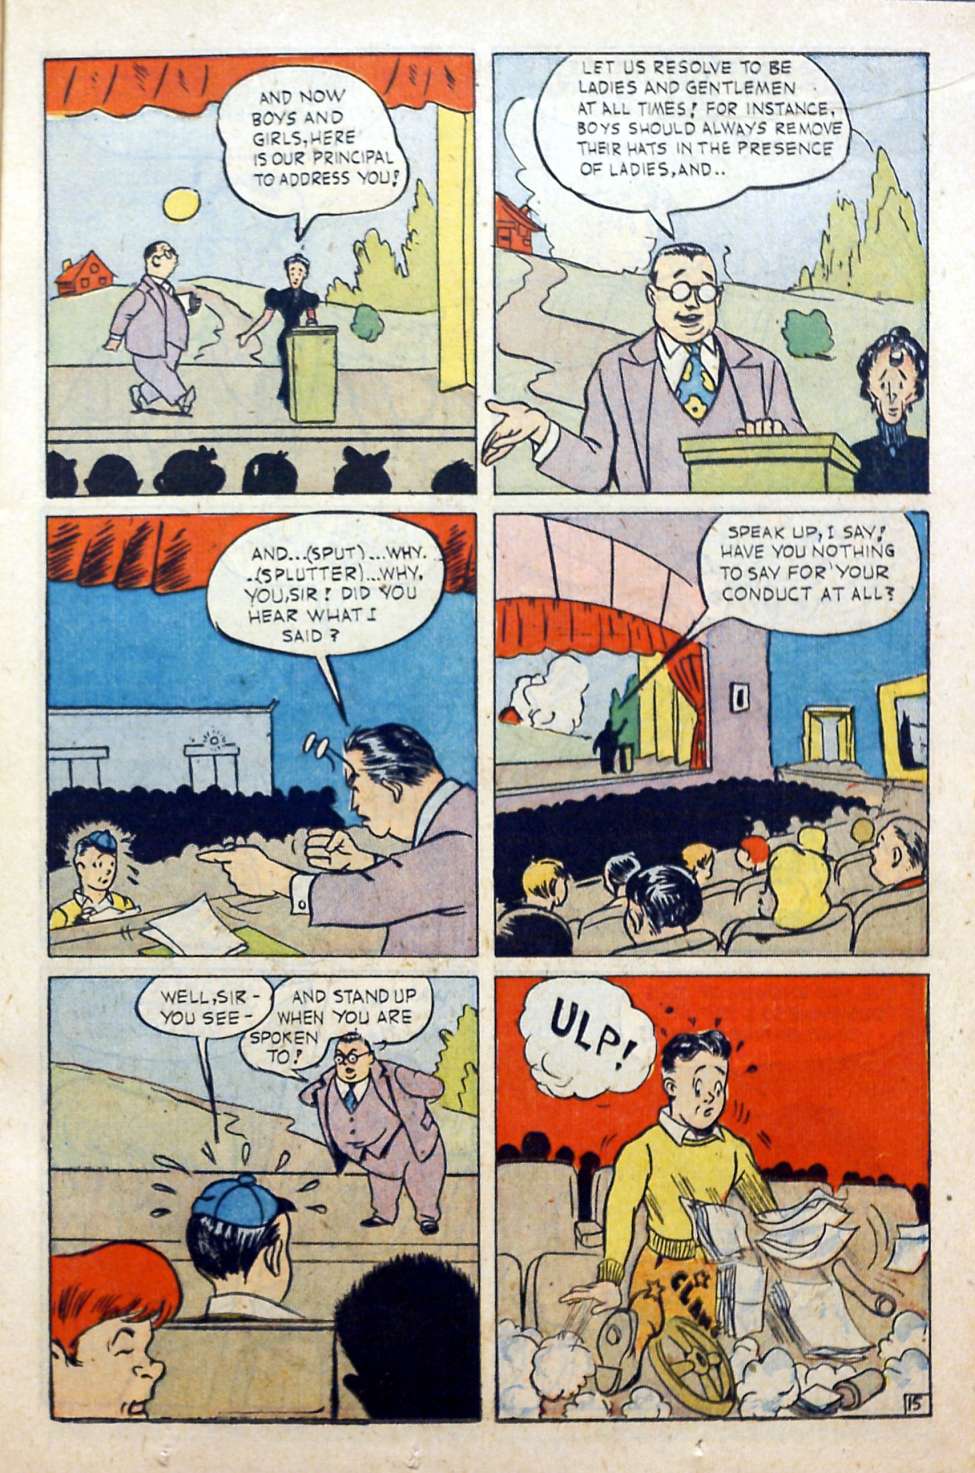 AND NOW
BOYS AND
GIRLS, HERE
IS OUR PRINCIPAL
TO ADDRESS YOU!
LET US RESOLVE TO BE
LADIES AND GENTLEMEN
AT ALL TIMES! FOR INSTANCE,
BOYS SHOULD ALWAYS REMOVE
THEIR HATS IN THE PRESENCE
OF LADIES, AND..
AND...(SPUT)...WHY.
..(SPLUTTER)...WHY,
YOU, SIR! DID YOU
HEAR WHAT I
SAID?
SPEAK UP, I SAY!
HAVE YOU NOTHING
TO SAY FOR YOUR
CONDUCT AT ALL?
WELL, SIR-
YOU SEE-
AND STAND UP
WHEN YOU ARE
SPOKEN
TO!
ULP!
CLANK
15